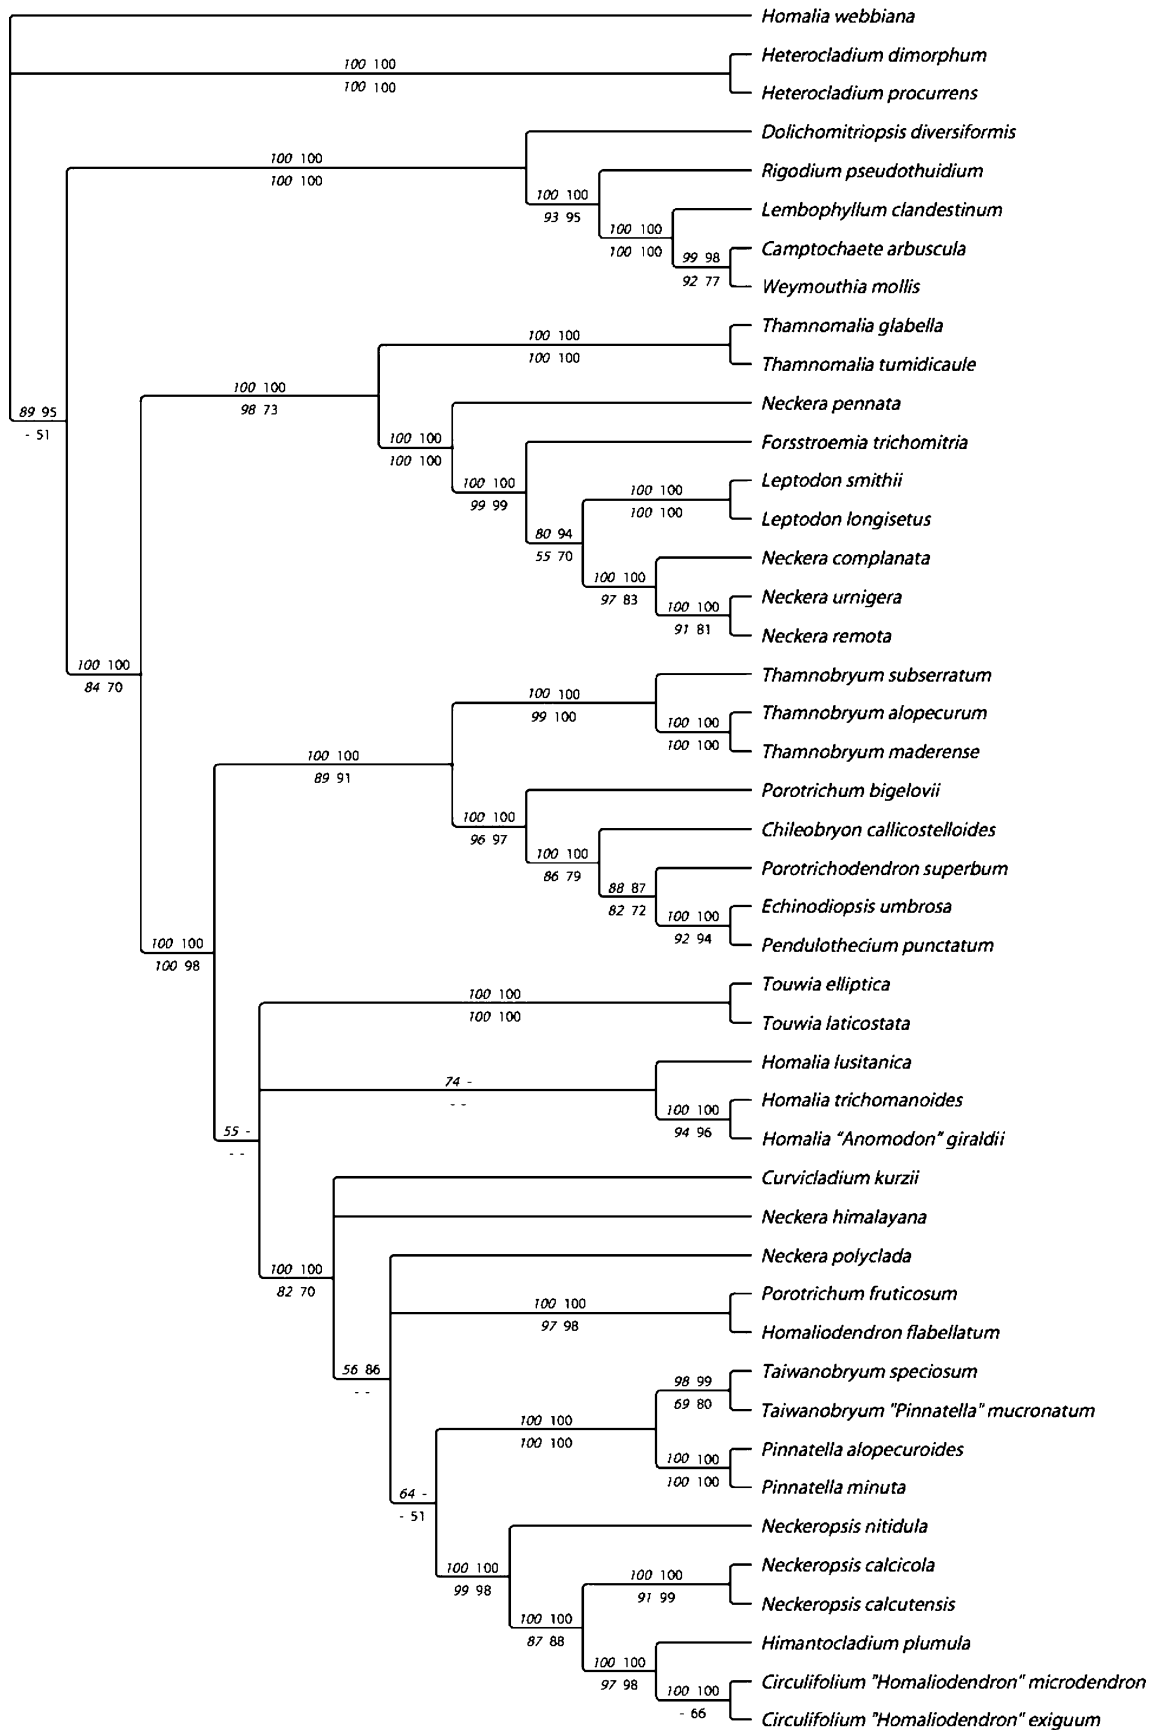 Homalia webbiana
Heterocladium dimorphum
100 100
100 100
Heterocladium procurrens
Dolichomitriopsis diversiformis
100 100
100 100
Rigodium pseudothuidium
100 100
93 95
Lembophyllum clandestinum
100 100
100 100
Camptochaete arbuscula
99 98
92 77
Weymouthia mollis
Thamnomalia glabella
100 100
100 100
Thamnomalia tumidicaule
100 100
98 73
Neckera pennata
89 95
- 51
100 100
100 100
Forsstroemia trichomitria
100 100
99 99
Leptodon smithii
100 100
100 100
Leptodon longisetus
80 94
55 70
Neckera complanata
100 100
97 83
Neckera urnigera
100 100
91 81
Neckera remota
100 100
84 70
Thamnobryum subserratum
100 100
99 100
Thamnobryum alopecurum
100 100
100 100
Thamnobryum maderense
100 100
89 91
Porotrichum bigelovii
100 100
96 97
Chileobryon callicostelloides
100 100
86 79
Porotrichodendron superbum
88 87
82 72
Echinodiopsis umbrosa
100 100
92 94
Pendulothecium punctatum
100 100
100 98
Touwia elliptica
100 100
100 100
Touwia laticostata
Homalia lusitanica
74 -
- -
Homalia trichomanoides
100 100
94 96
Homalia “Anomodon” giraldii
55 -
- -
Curvicladium kurzii
Neckera himalayana
Neckera polyclada
100 100
82 70
Porotrichum fruticosum
100 100
97 98
Homaliodendron flabellatum
56 86
- -
Taiwanobryum speciosum
98 99
69 80
Taiwanobryum "Pinnatella" mucronatum
100 100
100 100
Pinnatella alopecuroides
100 100
100 100
Pinnatella minuta
64 -
- 51
Neckeropsis nitidula
100 100
99 98
Neckeropsis calcicola
100 100
91 99
Neckeropsis calcutensis
100 100
87 88
Himantocladium plumula
100 100
97 98
Circulifolium "Homaliodendron" microdendron
100 100
- 66
Circulifolium "Homaliodendron" exiguum